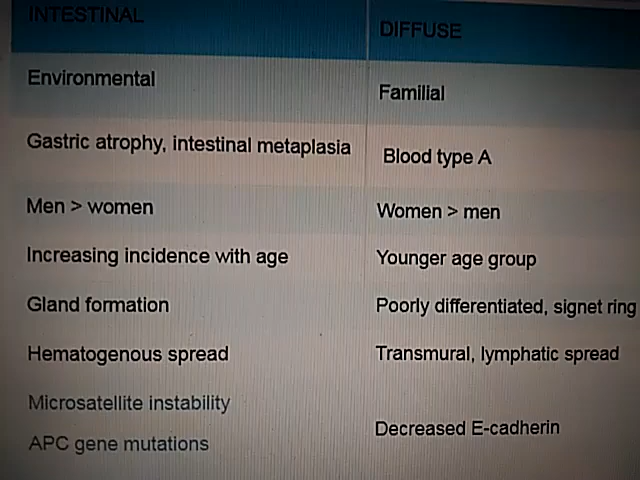 INTESTINAL DIFFUSE
Environmental Familial
Gastric atrophy, intestinal metaplasia Blood type A
Men > women Women > men
Increasing incidence with age Younger age group
Gland formation Poorly differentiated, signet ring
Hematogenous spread Transmural, lymphatic spread
Microsatellite instability
APC gene mutations Decreased E-cadherin